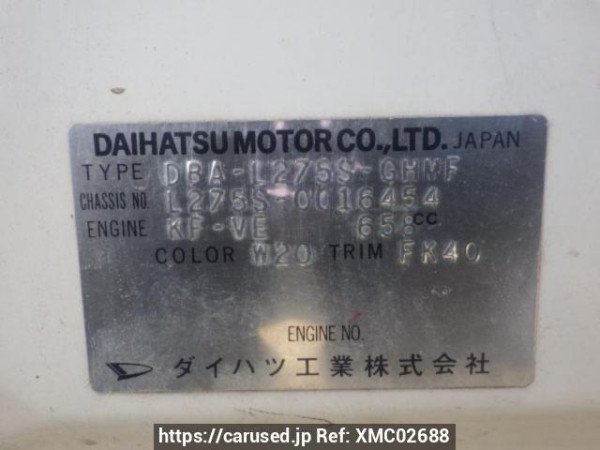 DAIHATSU MOTOR CO.,LTD. JAPAN
TYPE DBA-L275S-GHMF
CHASSIS NO. L275S-0016454
ENGINE KF-VE 658 CC
COLOR W20 TRIM FK40
ENGINE NO.
ダイハツ工業株式会社
https://carused.jp Ref: XMC02688